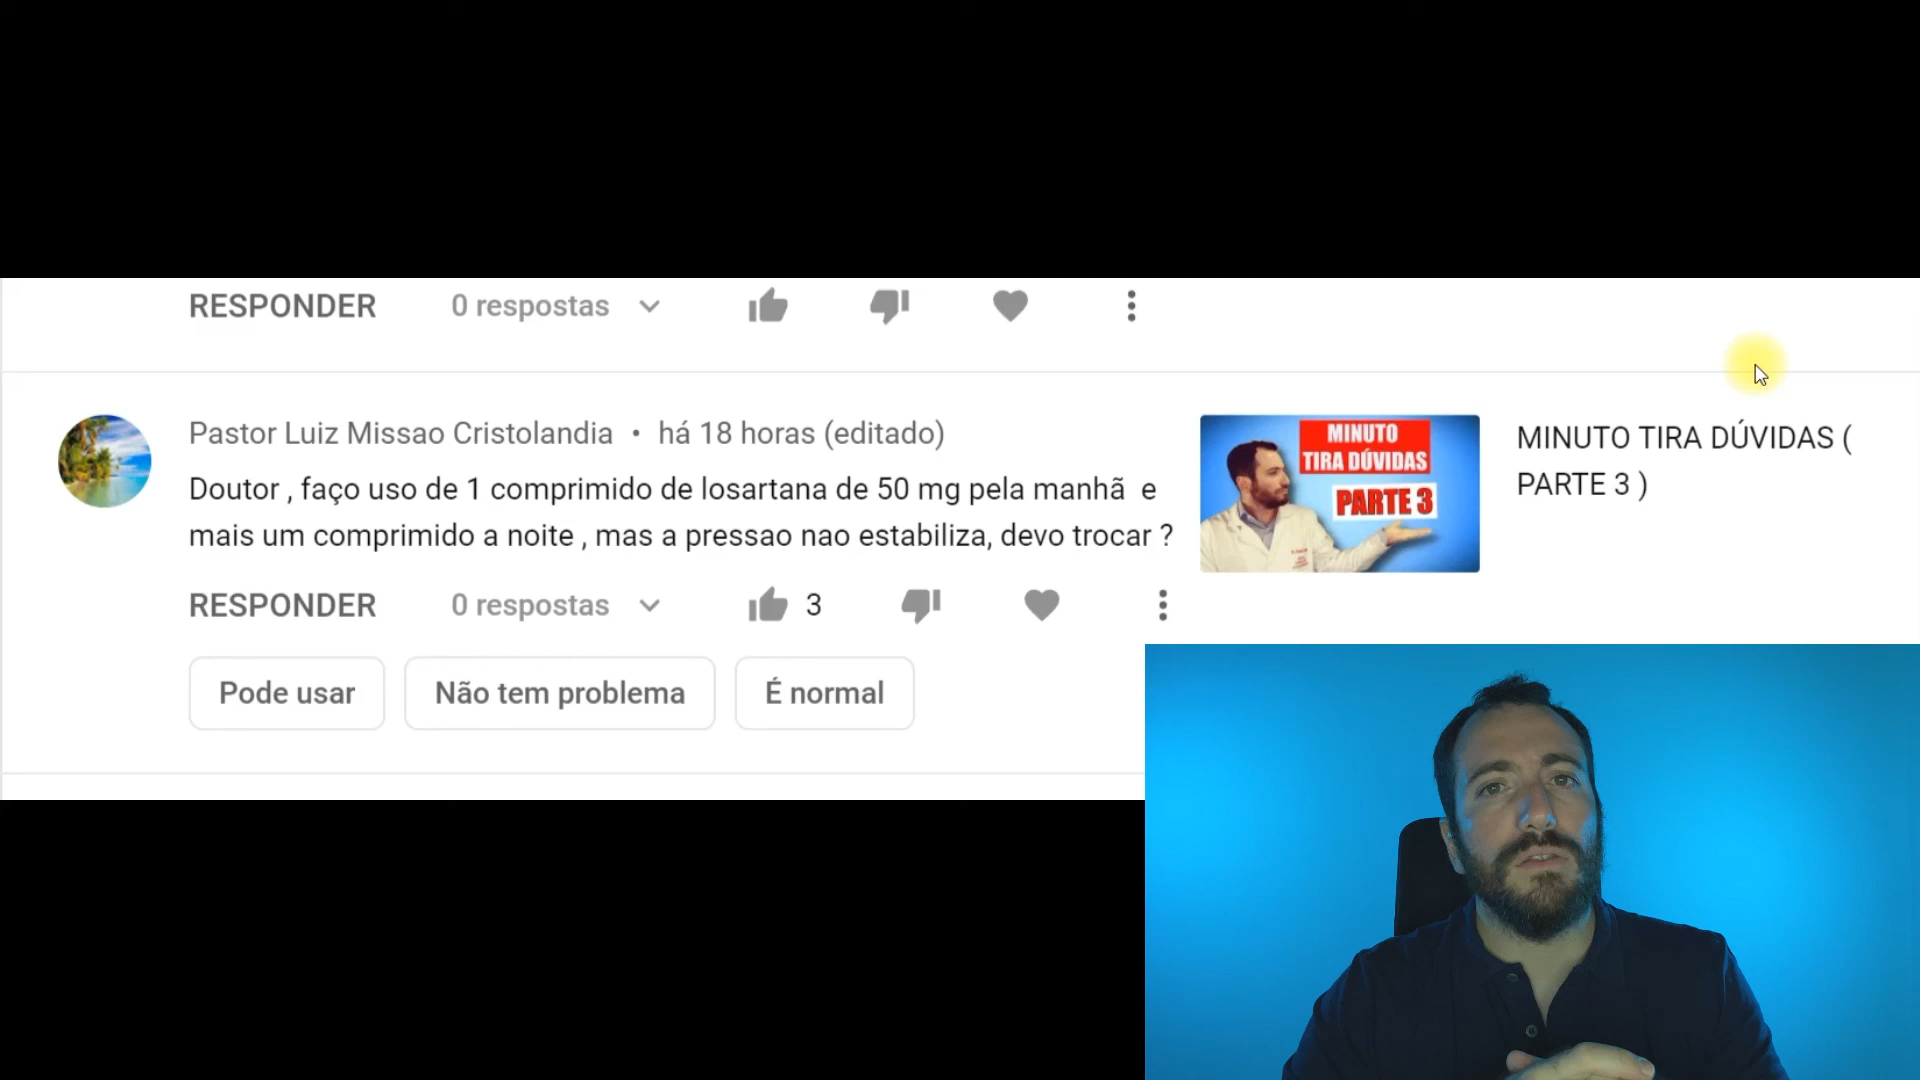 RESPONDER 0 respostas
Pastor Luiz Missao Cristolandia • há 18 horas (editado)
Doutor , faço uso de 1 comprimido de losartana de 50 mg pela manhã e
mais um comprimido a noite , mas a pressao nao estabiliza, devo trocar ?
RESPONDER 0 respostas 3
Pode usar Não tem problema É normal
MINUTO
TIRA DÚVIDAS
PARTE 3
MINUTO TIRA DÚVIDAS (
PARTE 3 )